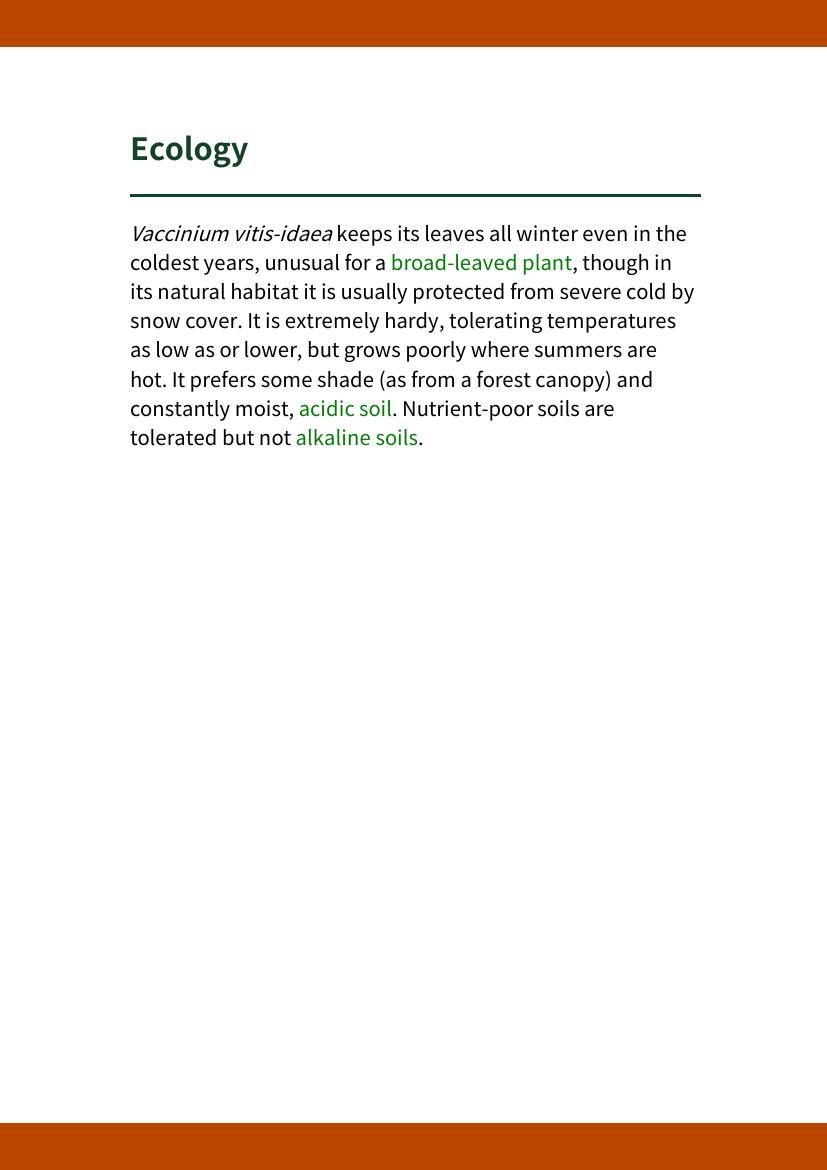 Ecology
Vaccinium vitis-idaea keeps its leaves all winter even in the
coldest years, unusual for a broad-leaved plant, though in
its natural habitat it is usually protected from severe cold by
snow cover. It is extremely hardy, tolerating temperatures
as low as or lower, but grows poorly where summers are
hot. It prefers some shade (as from a forest canopy) and
constantly moist, acidic soil. Nutrient-poor soils are
tolerated but not alkaline soils.